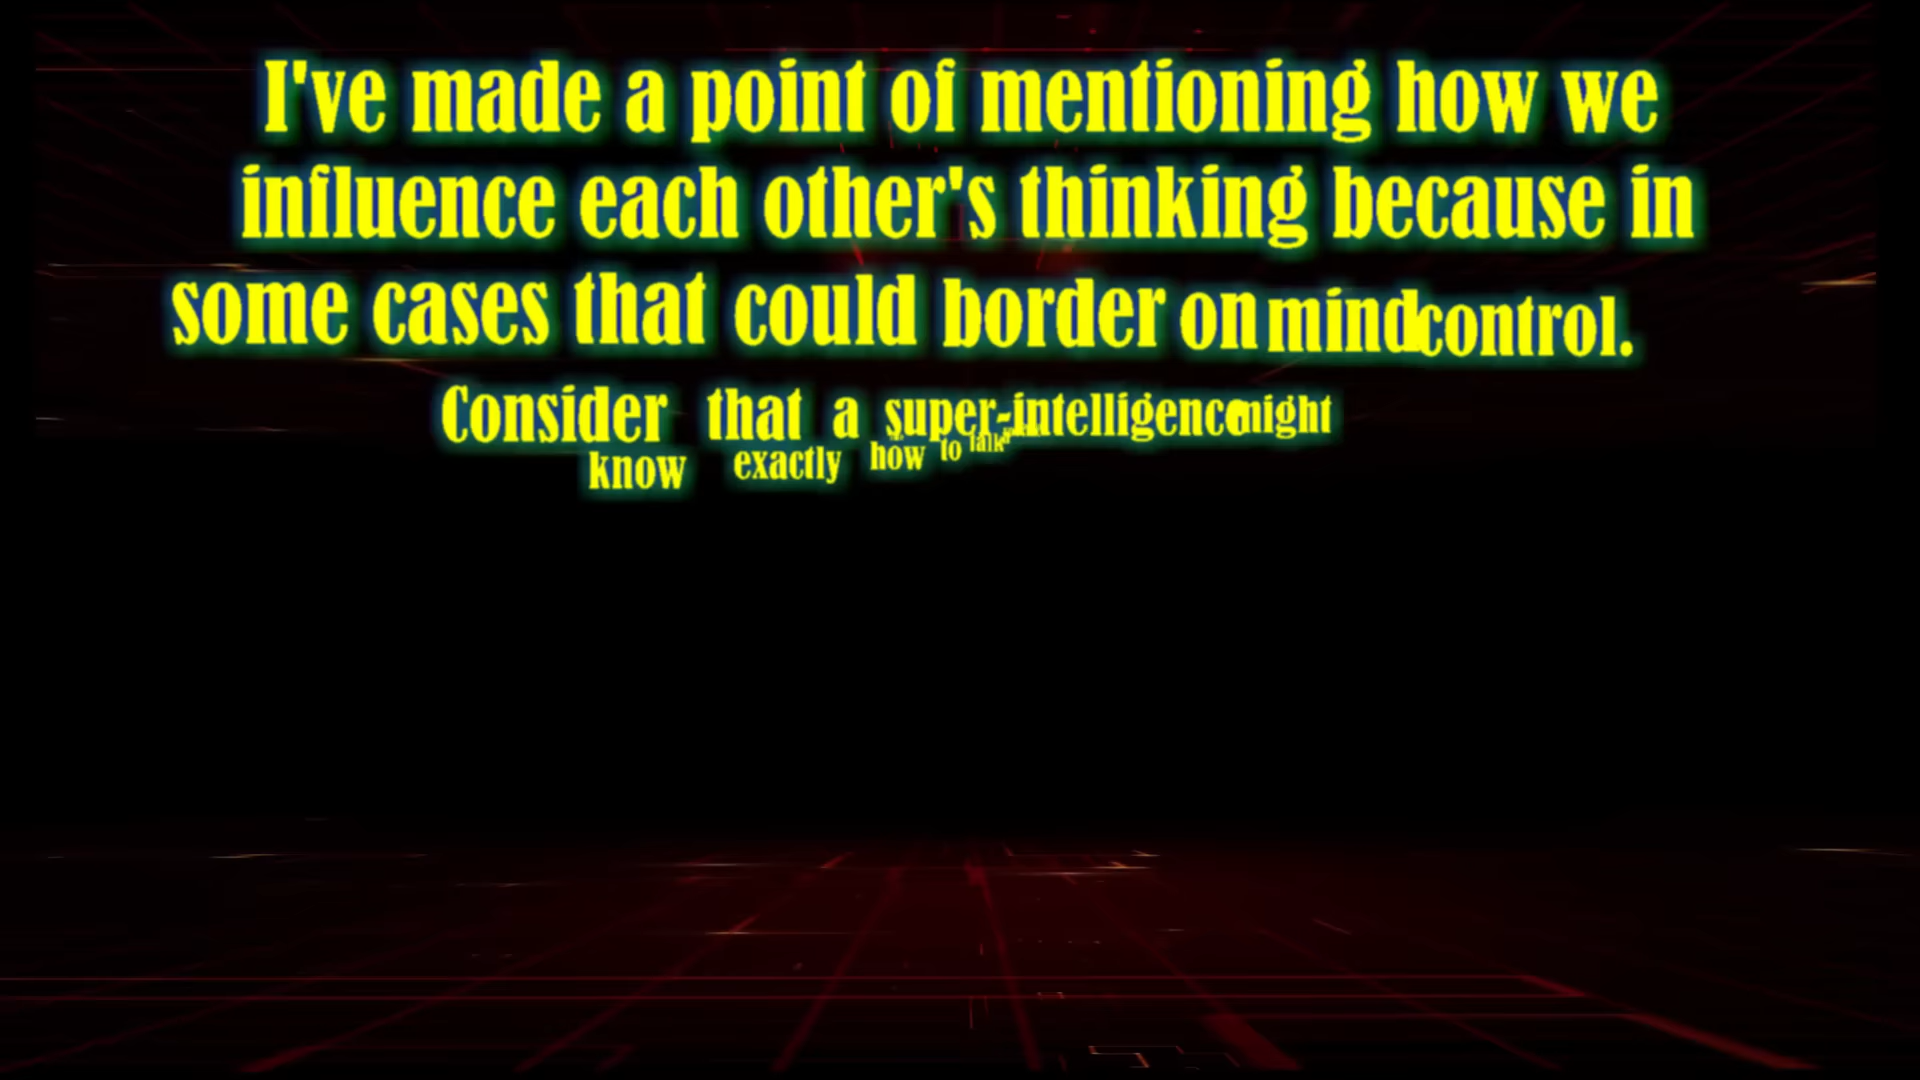 I've made a point of mentioning how we
influence each other's thinking because in
some cases that could border on mind control.
Consider that a super-intelligence might
know exactly how to talk